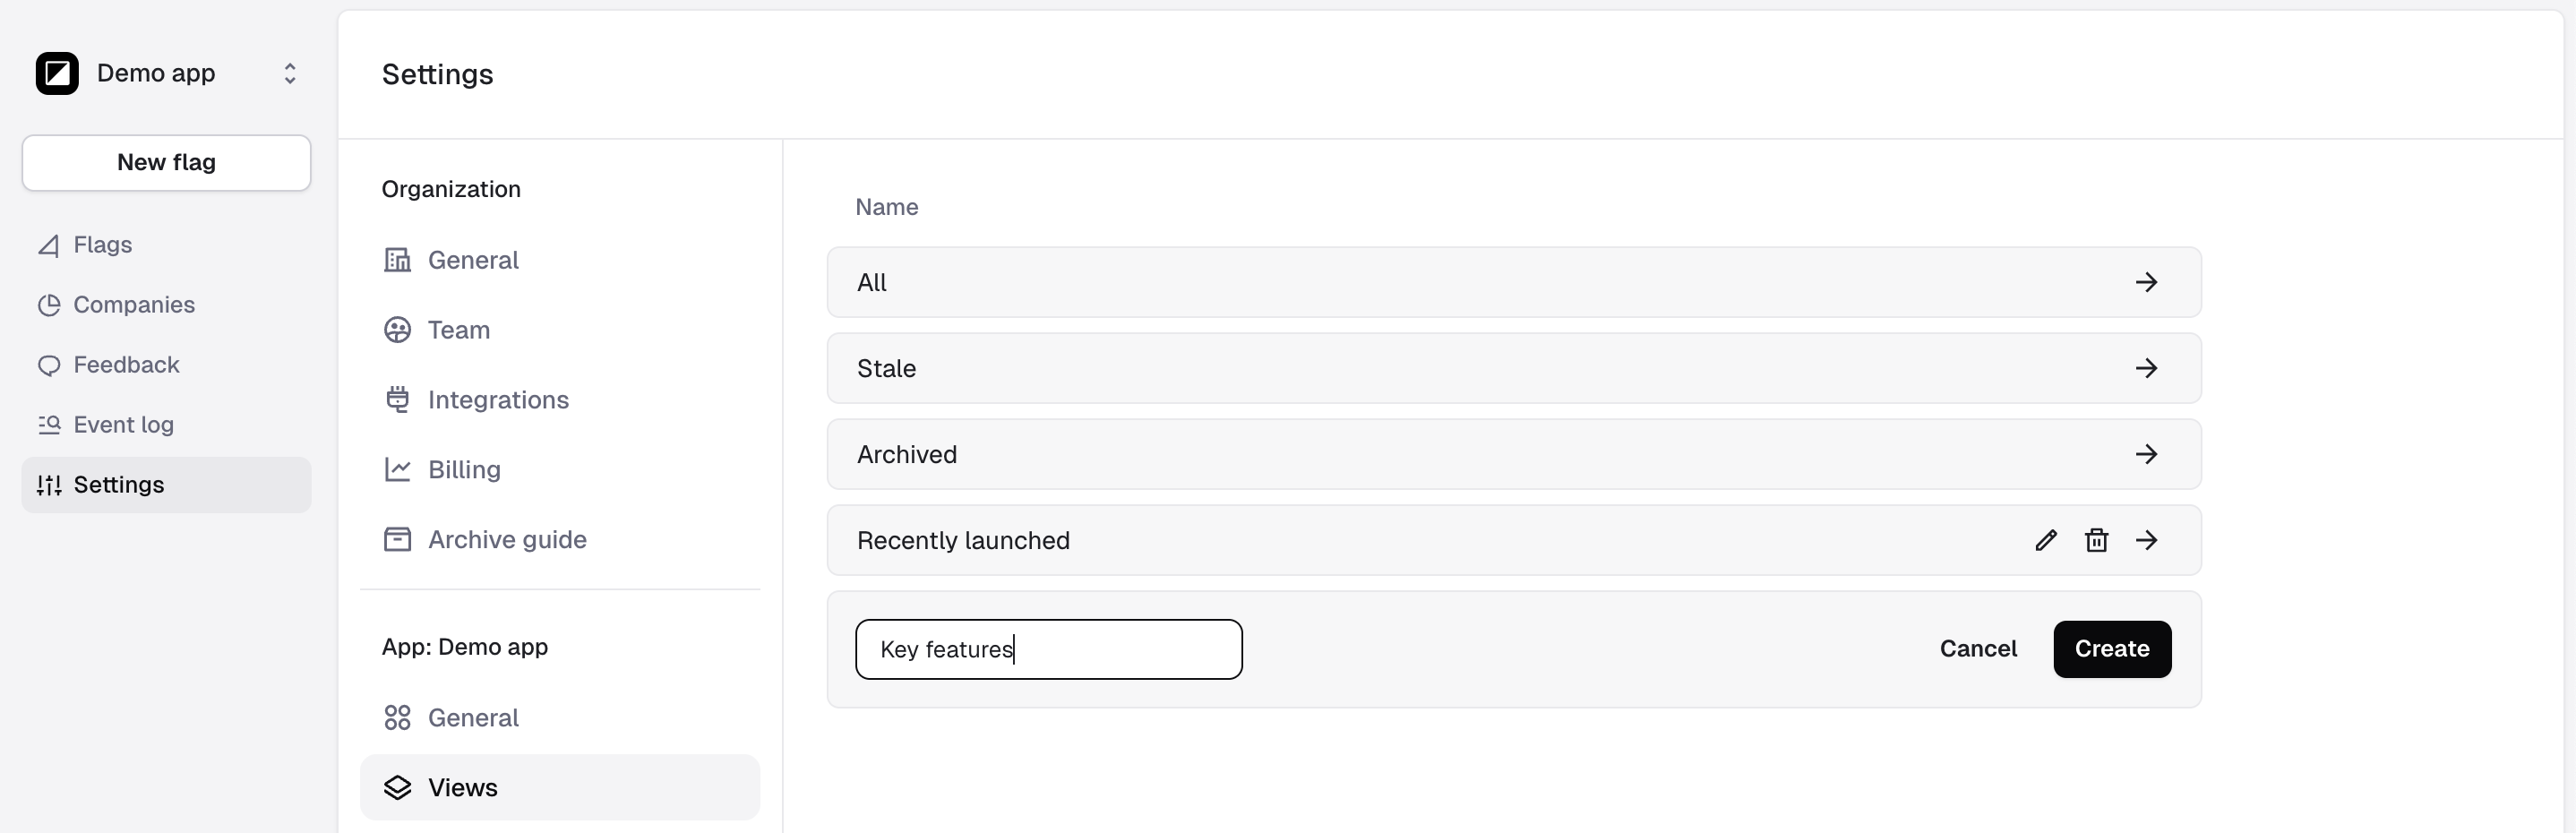 Demo app
New flag
Flags
Companies
Feedback
Event log
Settings
Settings
Organization
General
Team
Integrations
Billing
Archive guide
App: Demo app
General
Views
Name
All
Stale
Archived
Recently launched
Key features
Cancel
Create